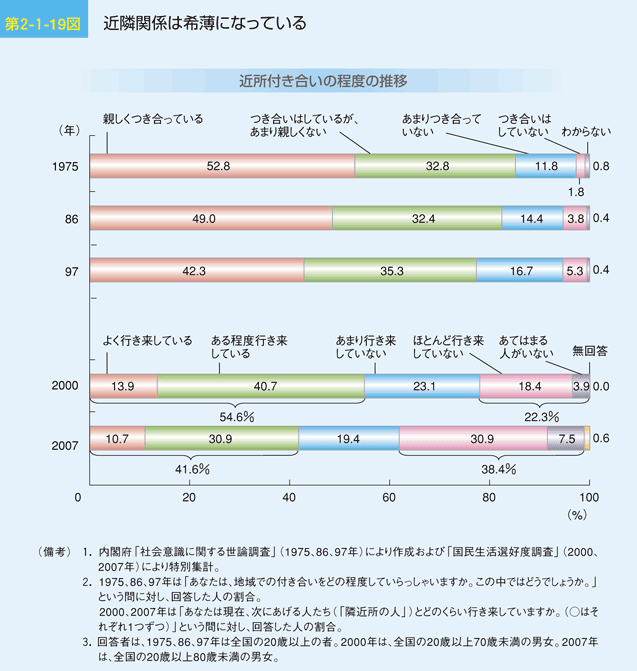 第2-1-19図 近隣関係は希薄になっている
近所付き合いの程度の推移
(年)
親しくつき合っている
つき合いはしているが、
あまり親しくない
あまりつき合って
いない
つき合いは
していない
わからない
1975 52.8 32.8 11.8 0.8
1.8
86 49.0 32.4 14.4 3.8 0.4
97 42.3 35.3 16.7 5.3 0.4
よく行き来している
ある程度行き来
している
あまり行き来
していない
ほとんど行き来
していない
あてはまる
人がいない
無回答
2000 13.9 40.7 23.1 18.4 3.9 0.0
54.6% 22.3%
2007 10.7 30.9 19.4 30.9 7.5 0.6
41.6% 38.4%
0 20 40 60 80 100
(%)
(備考) 1. 内閣府「社会意識に関する世論調査」(1975、86、97年)により作成および「国民生活選好度調査」(2000、
2007年)により特別集計。
2. 1975、86、97年は「あなたは、地域での付き合いをどの程度していらっしゃいますか。この中ではどうでしょうか。」
という問に対し、回答した人の割合。
2000、2007年は「あなたは現在、次にあげる人たち(「隣近所の人」)とどのくらい行き来していますか。(○はそ
れぞれ1つずつ)」という問に対し、回答した人の割合。
3. 回答者は、1975、86、97年は全国の20歳以上の者。2000年は、全国の20歳以上70歳未満の男女。2007年
は、全国の20歳以上80歳未満の男女。